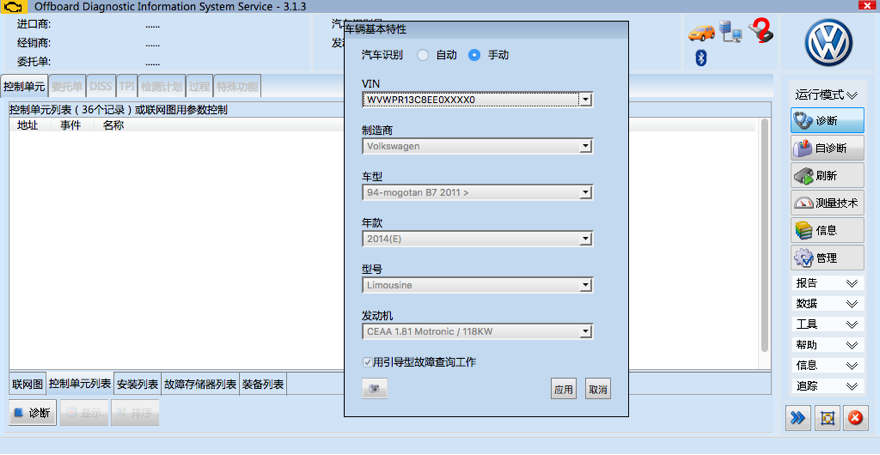 Offboard Diagnostic Information System Service - 3.1.3
进口商: ......
经销商: ......
委托单: ......
车辆基本特性
汽车识别 自动 手动
VIN
WVWPR13C8EE0XXXX0
制造商
Volkswagen
车型
94-mogotan B7 2011 >
年款
2014(E)
型号
Limousine
发动机
CEAA 1.81 Motronic / 118KW
用引导型故障查询工作
应用 取消
控制单元 委托单 DISS TPI 检测计划 过程 特殊功能
控制单元列表（36个记录）或联网图用参数控制
地址 事件 名称
联网图 控制单元列表 安装列表 故障存储器列表 装备列表
诊断 显示 排序
运行模式
诊断
自诊断
刷新
测量技术
信息
管理
报告
数据
工具
帮助
信息
追踪